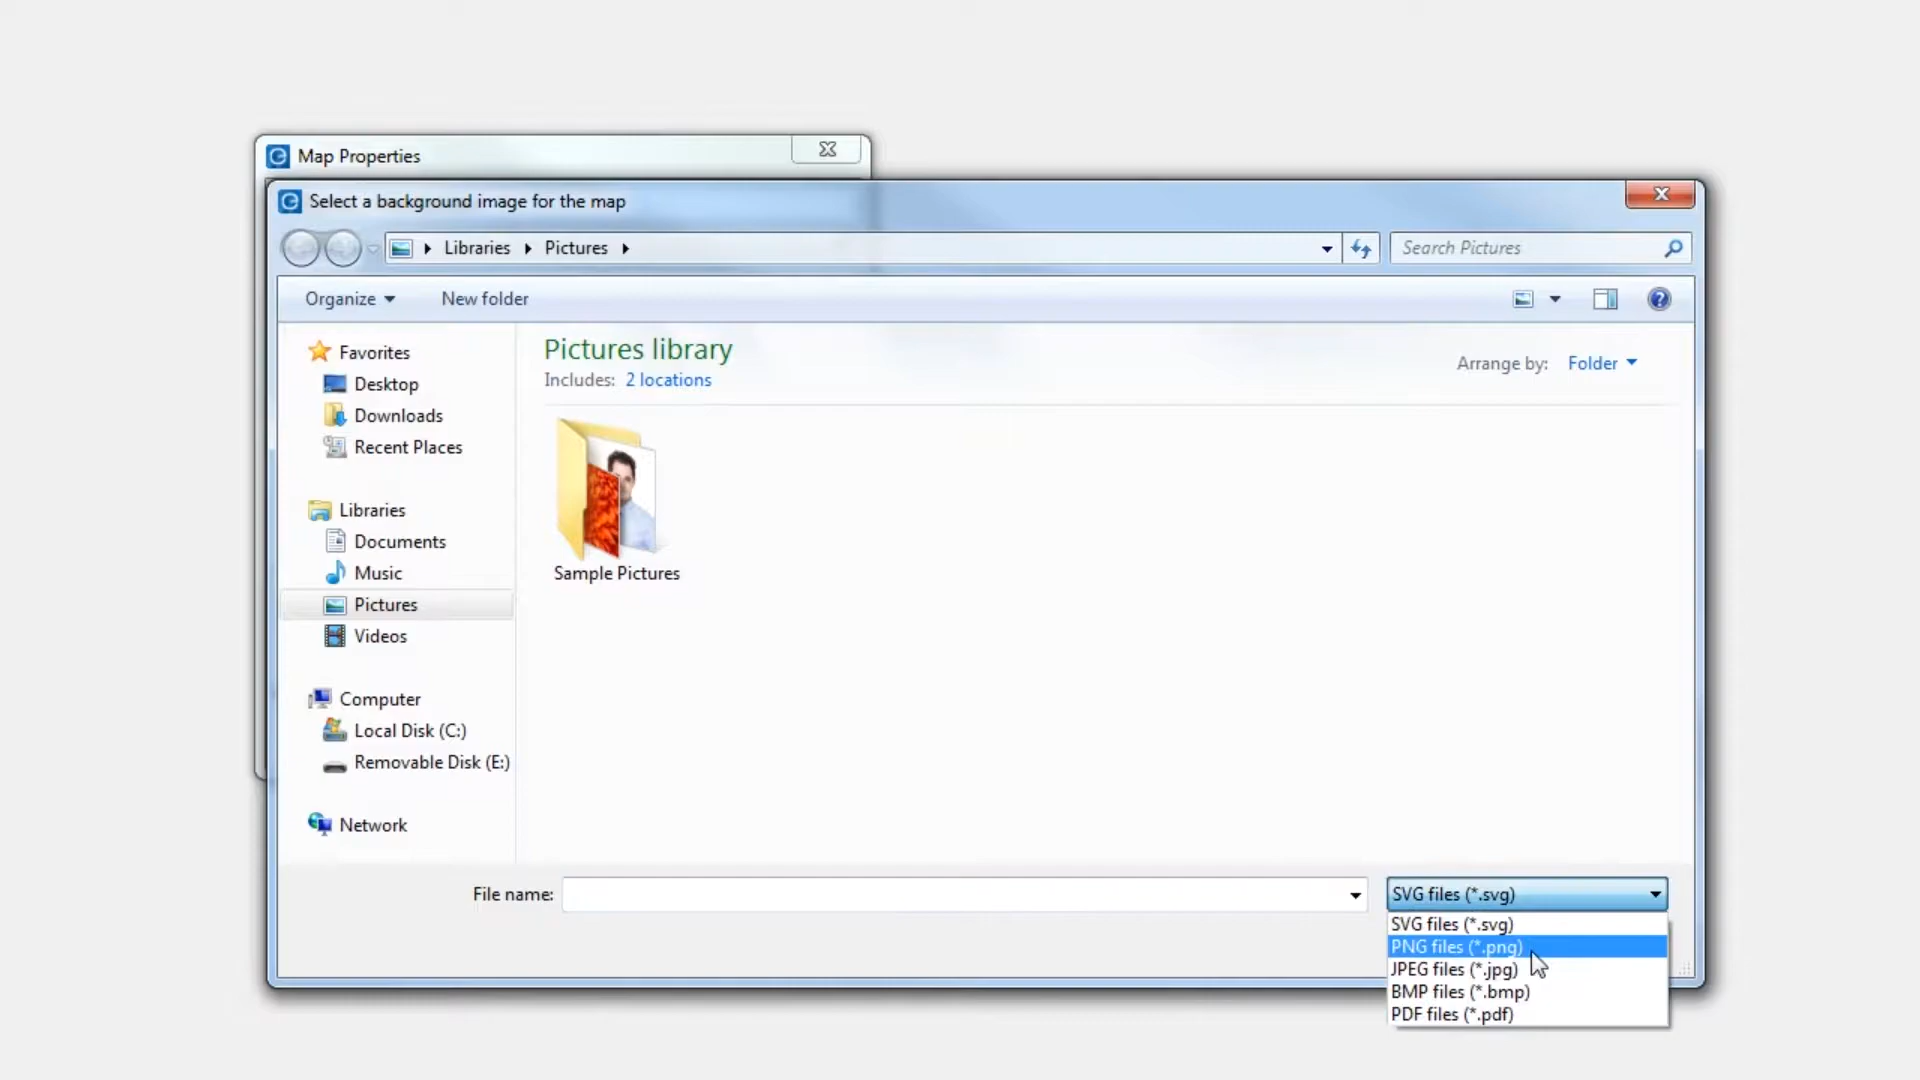 Map Properties
Select a background image for the map
Libraries Pictures
Search Pictures
Organize New folder
Favorites
Desktop
Downloads
Recent Places
Libraries
Documents
Music
Pictures
Videos
Computer
Local Disk (C:)
Removable Disk (E:)
Network
Pictures library
Includes: 2 locations
Arrange by: Folder
Sample Pictures
File name:
SVG files (*.svg)
SVG files (*.svg)
PNG files (*.png)
JPEG files (*.jpg)
BMP files (*.bmp)
PDF files (*.pdf)